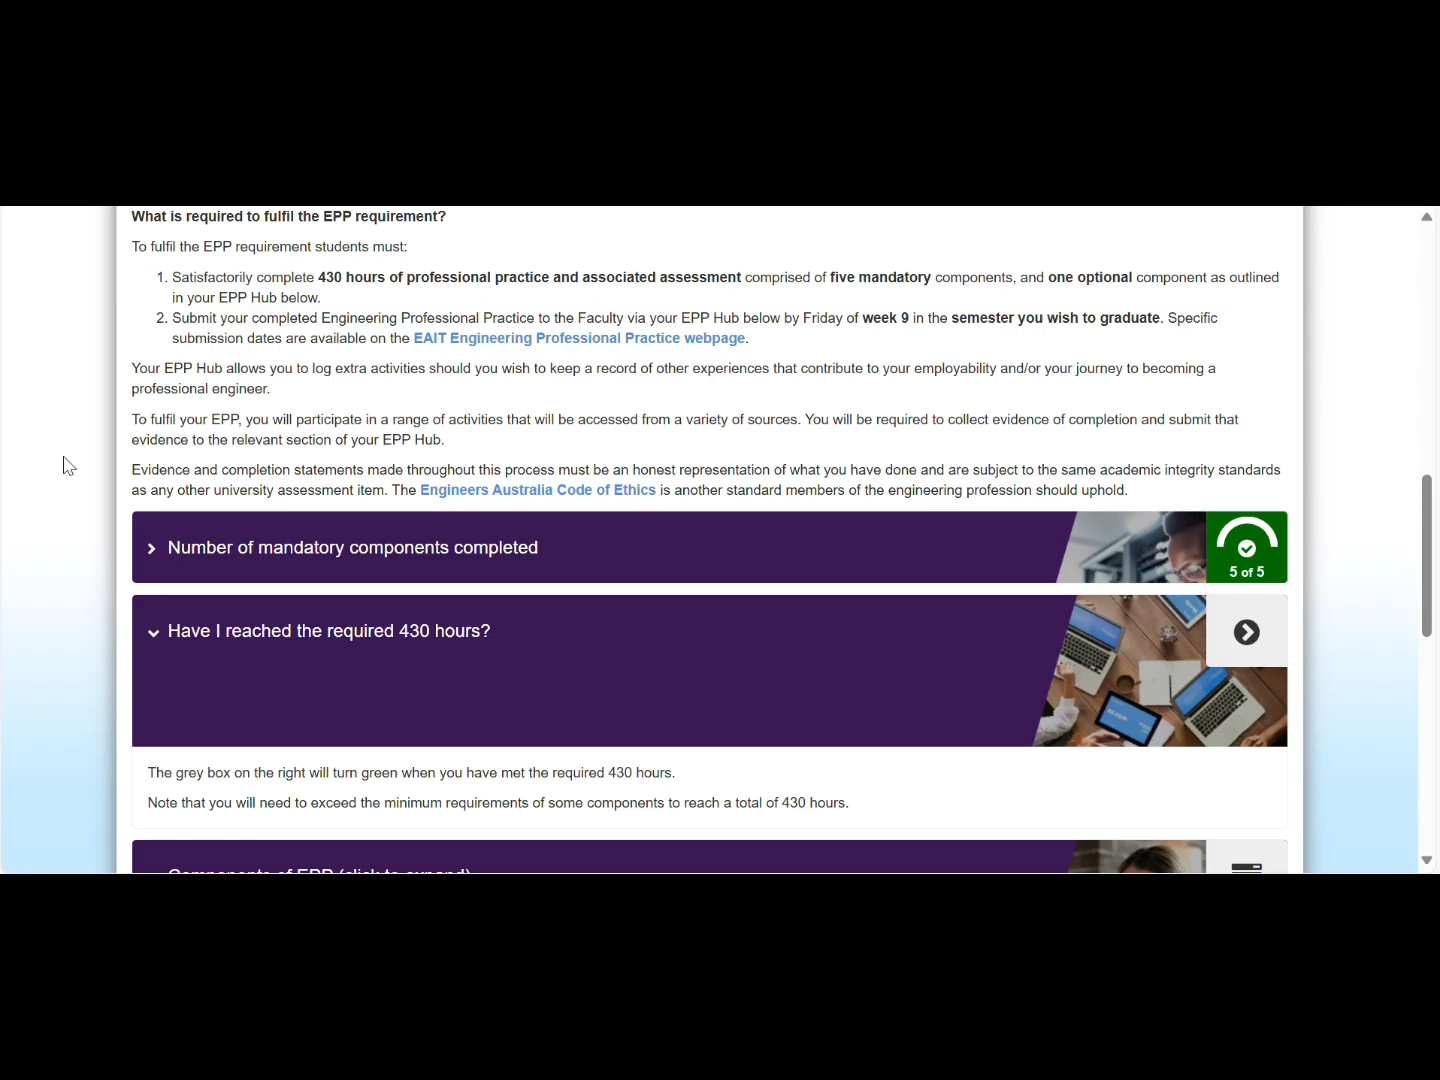 What is required to fulfil the EPP requirement?
To fulfil the EPP requirement students must:
1. Satisfactorily complete 430 hours of professional practice and associated assessment comprised of five mandatory components, and one optional component as outlined
in your EPP Hub below.
2. Submit your completed Engineering Professional Practice to the Faculty via your EPP Hub below by Friday of week 9 in the semester you wish to graduate. Specific
submission dates are available on the EAIT Engineering Professional Practice webpage.
Your EPP Hub allows you to log extra activities should you wish to keep a record of other experiences that contribute to your employability and/or your journey to becoming a
professional engineer.
To fulfil your EPP, you will participate in a range of activities that will be accessed from a variety of sources. You will be required to collect evidence of completion and submit that
evidence to the relevant section of your EPP Hub.
Evidence and completion statements made throughout this process must be an honest representation of what you have done and are subject to the same academic integrity standards
as any other university assessment item. The Engineers Australia Code of Ethics is another standard members of the engineering profession should uphold.
Number of mandatory components completed
5 of 5
Have I reached the required 430 hours?
The grey box on the right will turn green when you have met the required 430 hours.
Note that you will need to exceed the minimum requirements of some components to reach a total of 430 hours.
Components of EPP (click to expand)